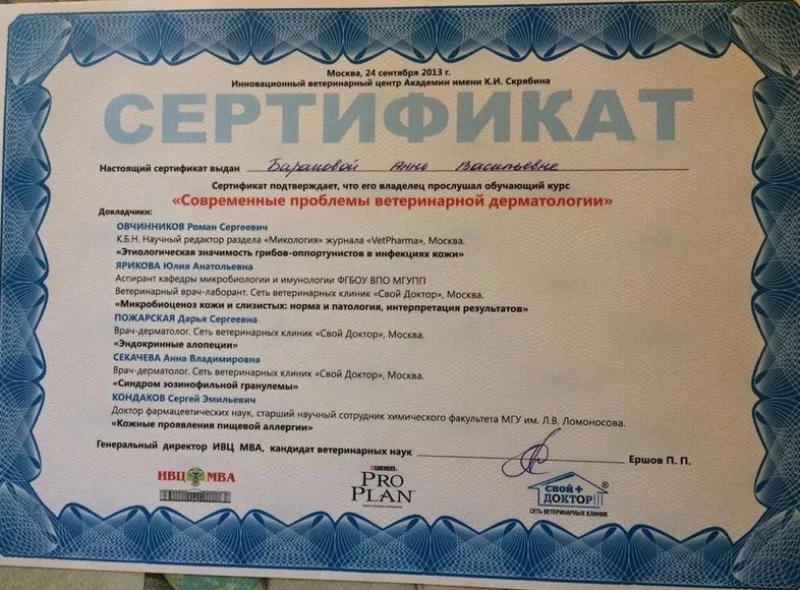 Москва, 24 сентября 2013 г.
Инновационный ветеринарный центр Академии имени К.И. Скрябина
СЕРТИФИКАТ
Настоящий сертификат выдан Барановой Анне Васильевне
Сертификат подтверждает, что его владелец прослушал обучающий курс
«Современные проблемы ветеринарной дерматологии»
Докладчики:
ОВЧИННИКОВ Роман Сергеевич
К.Б.Н. Научный редактор раздела «Микология» журнала «VetPharma», Москва.
«Этиологическая значимость грибов-оппортунистов в инфекциях кожи»
ЯРИКОВА Юлия Анатольевна
Аспирант кафедры микробиологии и имунологии ФГБОУ ВПО МГУПП
Ветеринарный врач-лаборант. Сеть ветеринарных клиник «Свой Доктор», Москва.
«Микробиоценоз кожи и слизистых: норма и патология, интерпретация результатов»
ПОЖАРСКАЯ Дарья Сергеевна
Врач-дерматолог. Сеть ветеринарных клиник «Свой Доктор», Москва.
«Эндокринные алопеции»
СЕКАЧЕВА Анна Владимировна
Врач-дерматолог. Сеть ветеринарных клиник «Свой Доктор», Москва.
«Синдром эозинофильной гранулемы»
КОНДАКОВ Сергей Эмильевич
Доктор фармацевтических наук, старший научный сотрудник химического факультета МГУ им. Л.В. Ломоносова.
«Кожные проявления пищевой аллергии»
Генеральный директор ИВЦ МВА, кандидат ветеринарных наук Ершов П. П.
ИВЦ МВА
PURINA
PRO PLAN
СВОЙ+
ДОКТОР®
СЕТЬ ВЕТЕРИНАРНЫХ КЛИНИК